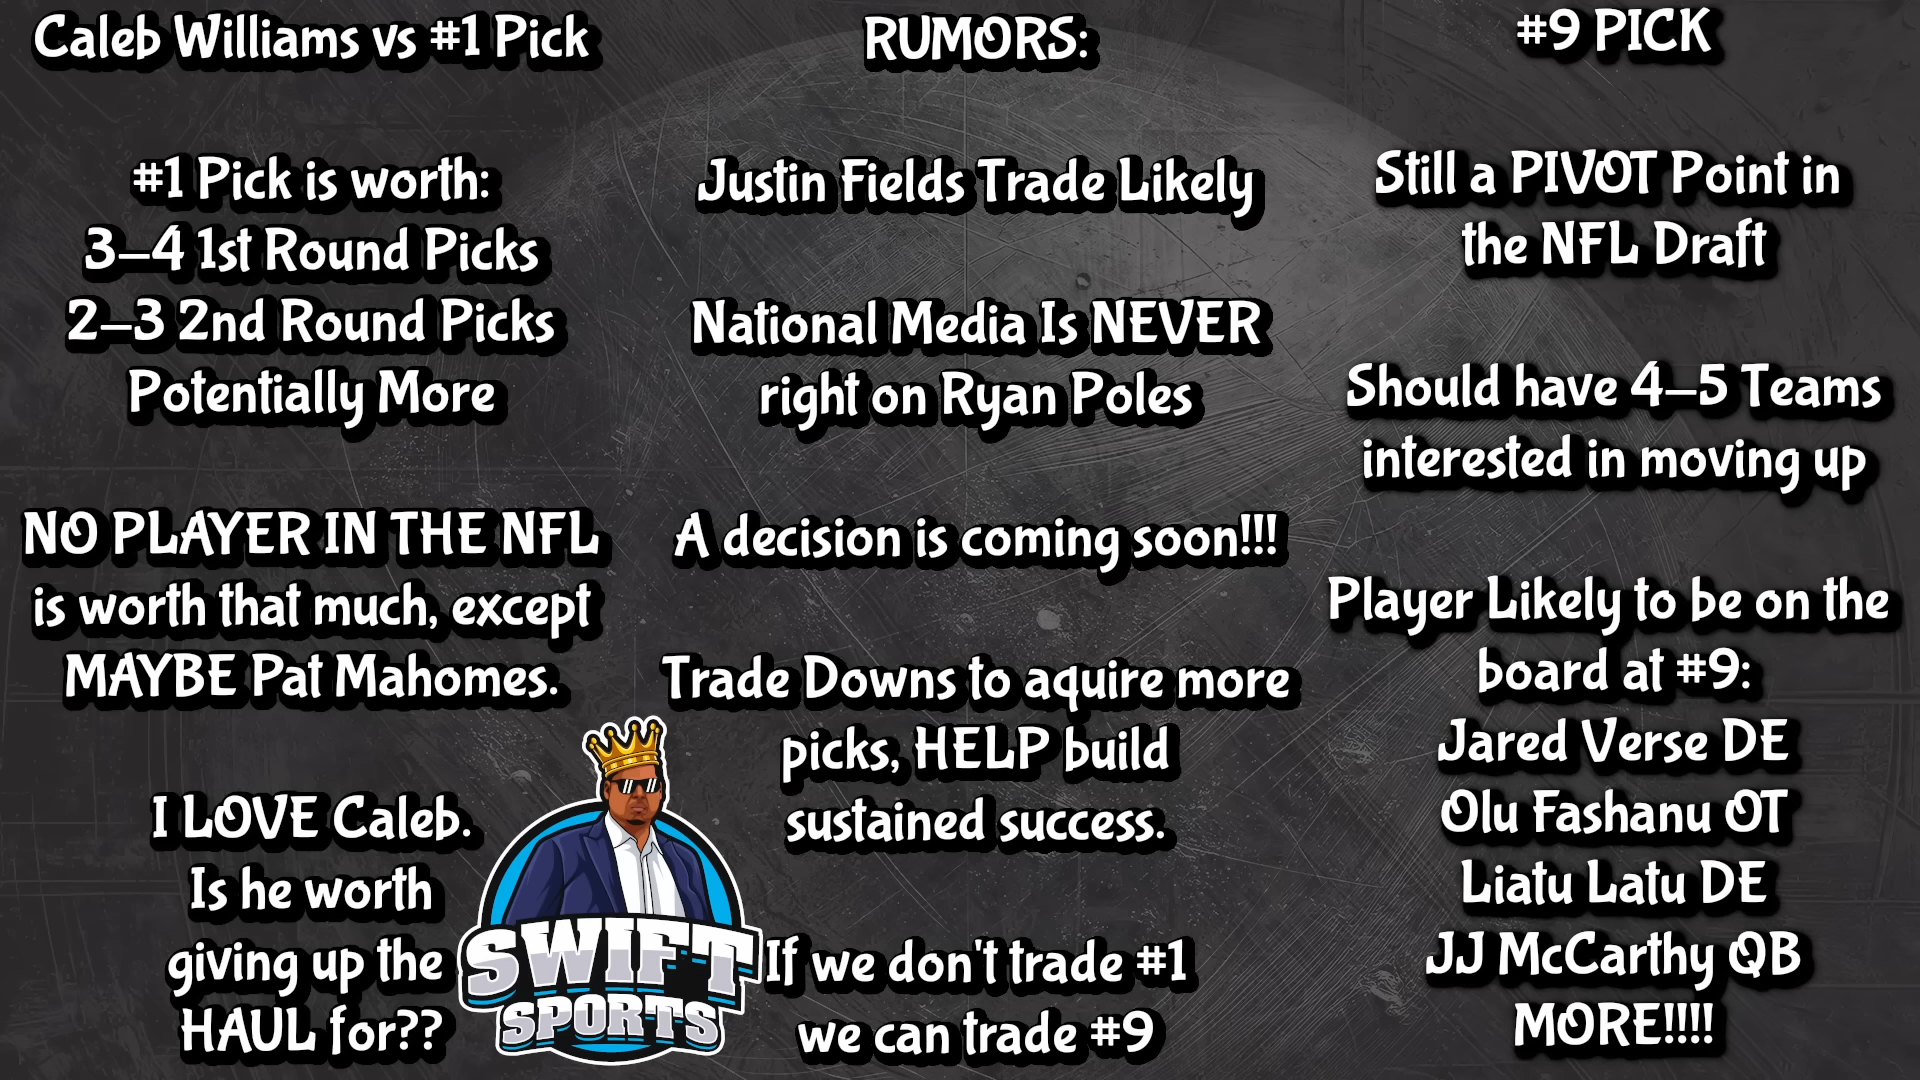 Caleb Williams vs #1 Pick
#1 Pick is worth:
3-4 1st Round Picks
2-3 2nd Round Picks
Potentially More
NO PLAYER IN THE NFL
is worth that much, except
MAYBE Pat Mahomes.
I LOVE Caleb.
Is he worth
giving up the
HAUL for??
SWIFT
SPORTS
RUMORS:
Justin Fields Trade Likely
National Media Is NEVER
right on Ryan Poles
A decision is coming soon!!!
Trade Downs to aquire more
picks, HELP build
sustained success.
If we don't trade #1
we can trade #9
#9 PICK
Still a PIVOT Point in
the NFL Draft
Should have 4-5 Teams
interested in moving up
Player Likely to be on the
board at #9:
Jared Verse DE
Olu Fashanu OT
Liatu Latu DE
JJ McCarthy QB
MORE!!!!